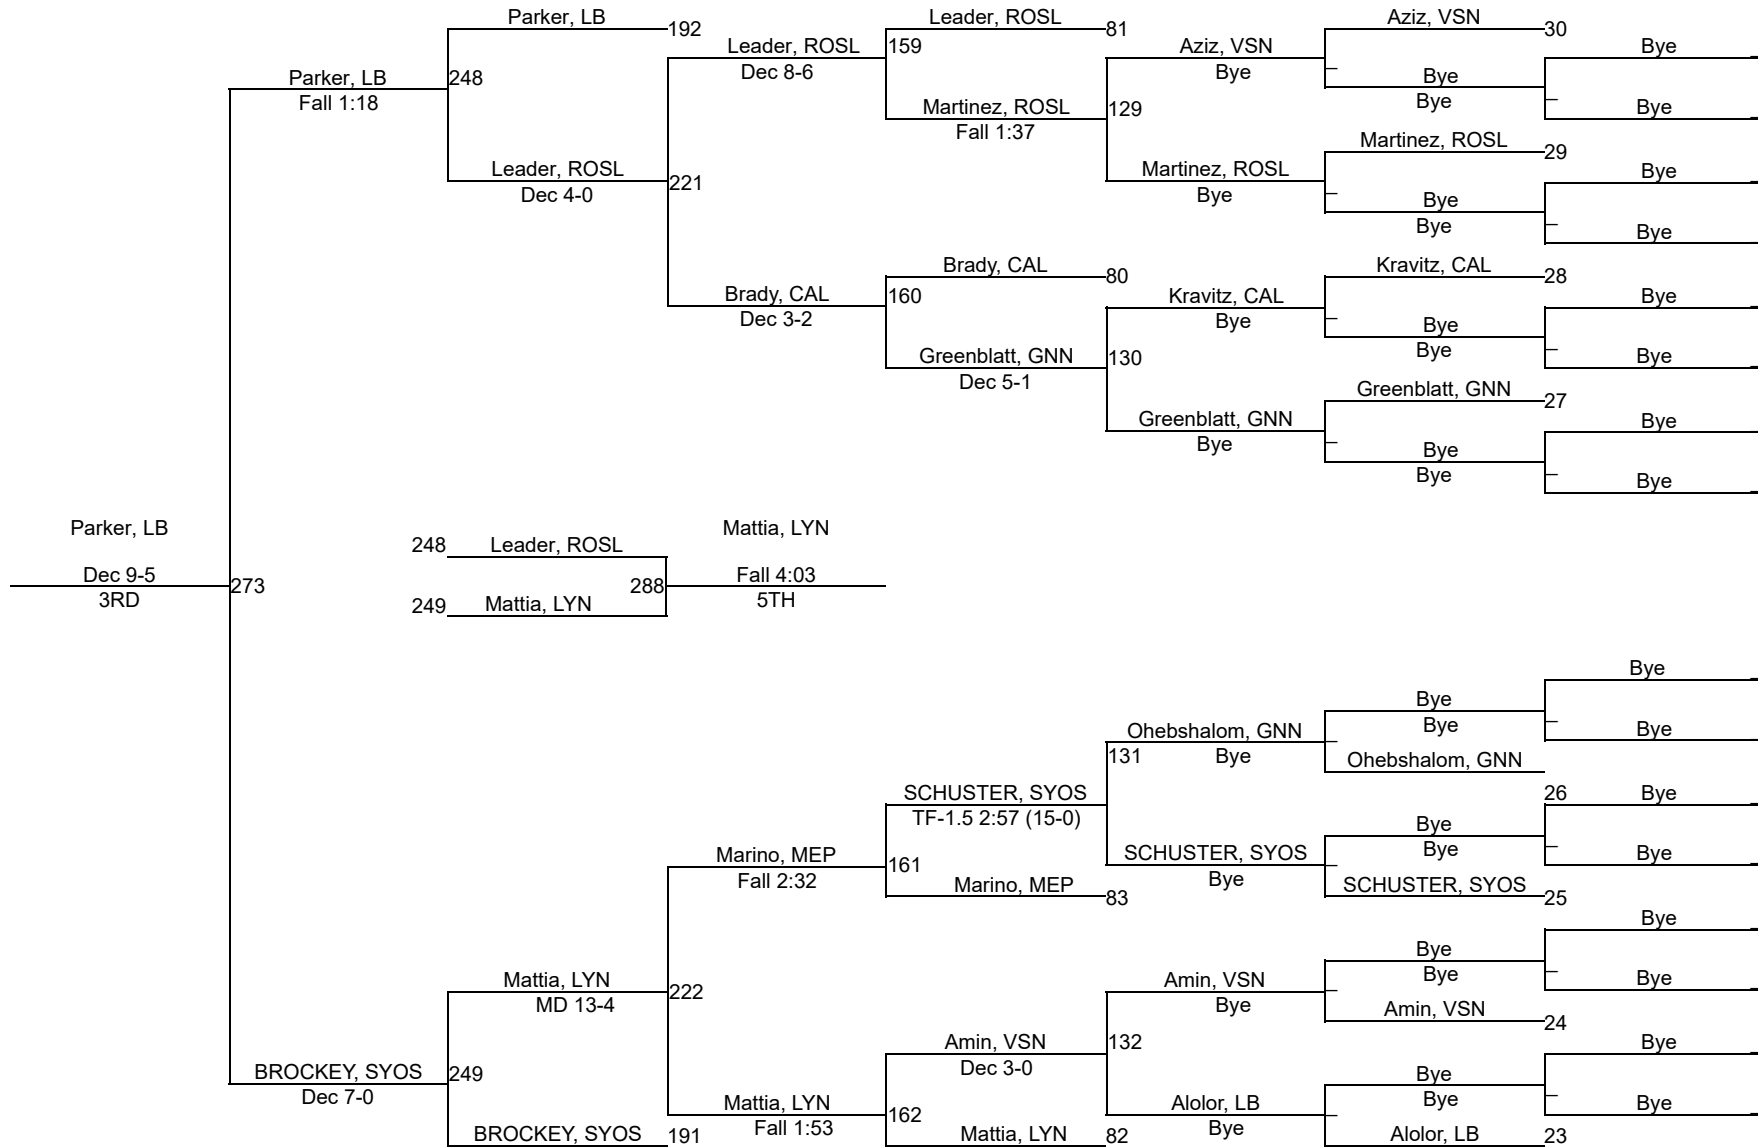 Parker, LB
192
Leader, ROSL
81
Aziz, VSN
30
Bye
Leader, ROSL
Dec 8-6
159
Aziz, VSN
Bye
Bye
Bye
Bye
Parker, LB
Fall 1:18
248
Martinez, ROSL
Fall 1:37
129
Martinez, ROSL
29
Bye
Leader, ROSL
Dec 4-0
221
Martinez, ROSL
Bye
Bye
Bye
Bye
Brady, CAL
80
Kravitz, CAL
28
Bye
Brady, CAL
Dec 3-2
160
Kravitz, CAL
Bye
Bye
Bye
Bye
Greenblatt, GNN
Dec 5-1
130
Greenblatt, GNN
27
Bye
Greenblatt, GNN
Bye
Bye
Bye
Bye
Parker, LB
Dec 9-5
3RD
273
248
Leader, ROSL
249
Mattia, LYN
288
Mattia, LYN
Fall 4:03
5TH
Bye
Bye
Bye
Bye
Ohebshalom, GNN
Bye
131
Ohebshalom, GNN
26
Bye
SCHUSTER, SYOS
TF-1.5 2:57 (15-0)
Bye
Bye
Bye
Marino, MEP
Fall 2:32
161
SCHUSTER, SYOS
Bye
Marino, MEP
83
SCHUSTER, SYOS
25
Bye
Mattia, LYN
MD 13-4
222
Amin, VSN
Bye
Bye
Bye
Bye
Amin, VSN
24
Amin, VSN
Dec 3-0
132
Bye
BROCKEY, SYOS
Dec 7-0
249
Bye
Bye
Bye
Mattia, LYN
Fall 1:53
162
Alolor, LB
Bye
BROCKEY, SYOS
191
Mattia, LYN
82
Alolor, LB
23